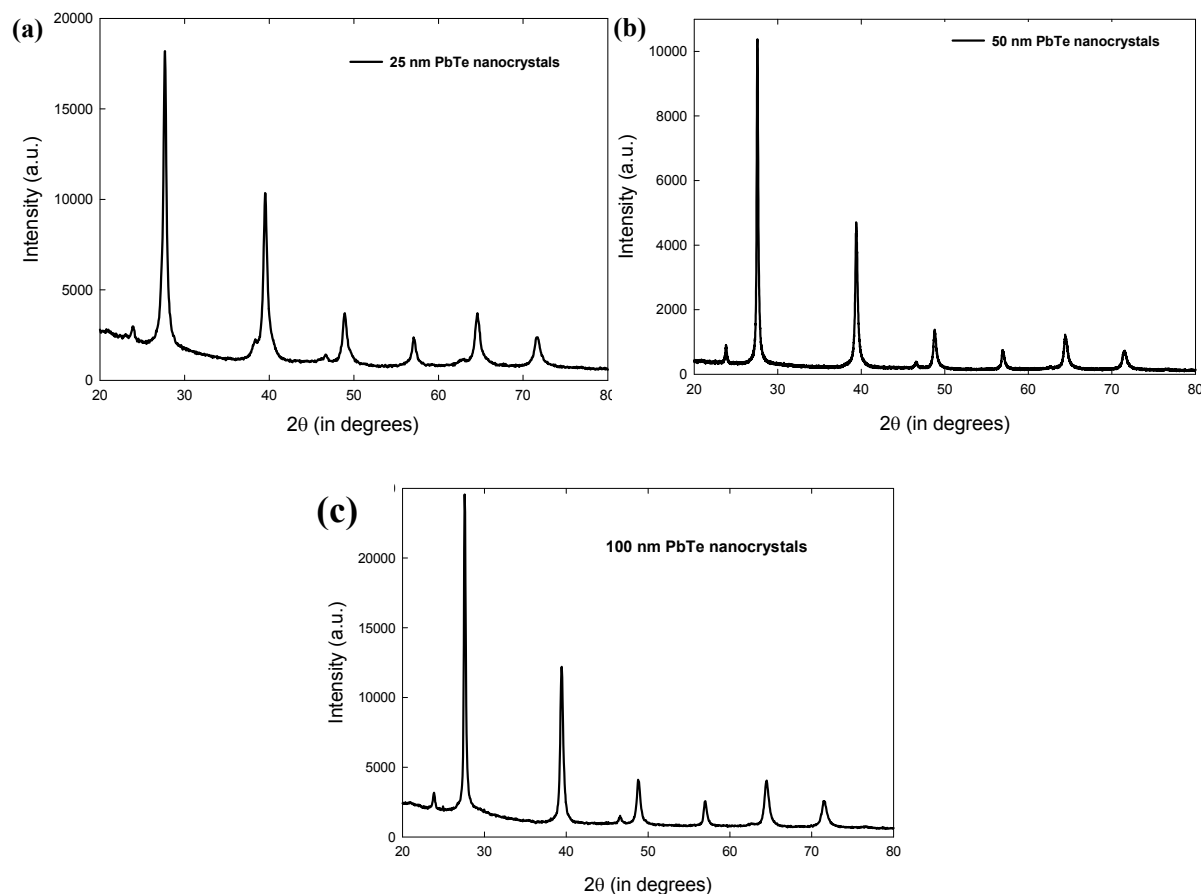 (a)
25 nm PbTe nanocrystals
Intensity (a.u.)
20000
15000
10000
5000
0
20 30 40 50 60 70 80
2θ (in degrees)
(b)
50 nm PbTe nanocrystals
Intensity (a.u.)
10000
8000
6000
4000
2000
0
20 30 40 50 60 70 80
2θ (in degrees)
(c)
100 nm PbTe nanocrystals
Intensity (a.u.)
20000
15000
10000
5000
0
20 30 40 50 60 70 80
2θ (in degrees)